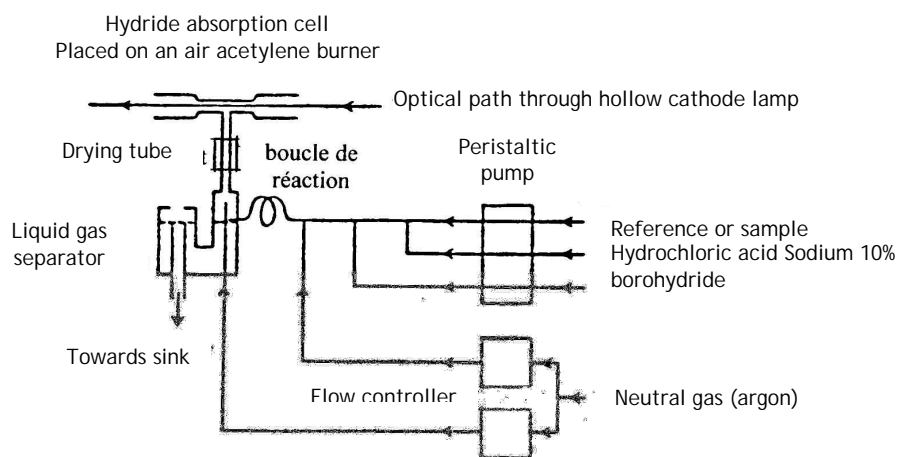 Hydride absorption cell
Placed on an air acetylene burner
Optical path through hollow cathode lamp
Drying tube
t
boucle de
réaction
Peristaltic
pump
Liquid gas
separator
Reference or sample
Hydrochloric acid Sodium 10%
borohydride
Towards sink
Flow controller
Neutral gas (argon)